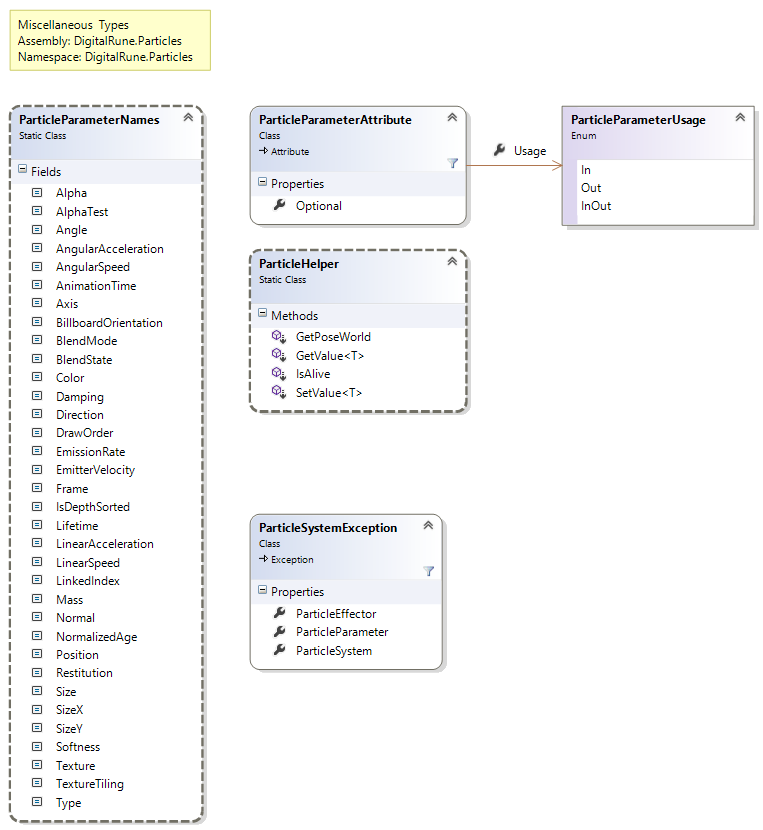 Miscellaneous Types
Assembly: DigitalRune.Particles
Namespace: DigitalRune.Particles
ParticleParameterNames
Static Class
Fields
Alpha
AlphaTest
Angle
AngularAcceleration
AngularSpeed
AnimationTime
Axis
BillboardOrientation
BlendMode
BlendState
Color
Damping
Direction
DrawOrder
EmissionRate
EmitterVelocity
Frame
IsDepthSorted
Lifetime
LinearAcceleration
LinearSpeed
LinkedIndex
Mass
Normal
NormalizedAge
Position
Restitution
Size
SizeX
SizeY
Softness
Texture
TextureTiling
Type
ParticleParameterAttribute
Class
Attribute
Properties
Optional
Usage
ParticleParameterUsage
Enum
In
Out
InOut
ParticleHelper
Static Class
Methods
GetPoseWorld
GetValue<T>
IsAlive
SetValue<T>
ParticleSystemException
Class
Exception
Properties
ParticleEffector
ParticleParameter
ParticleSystem